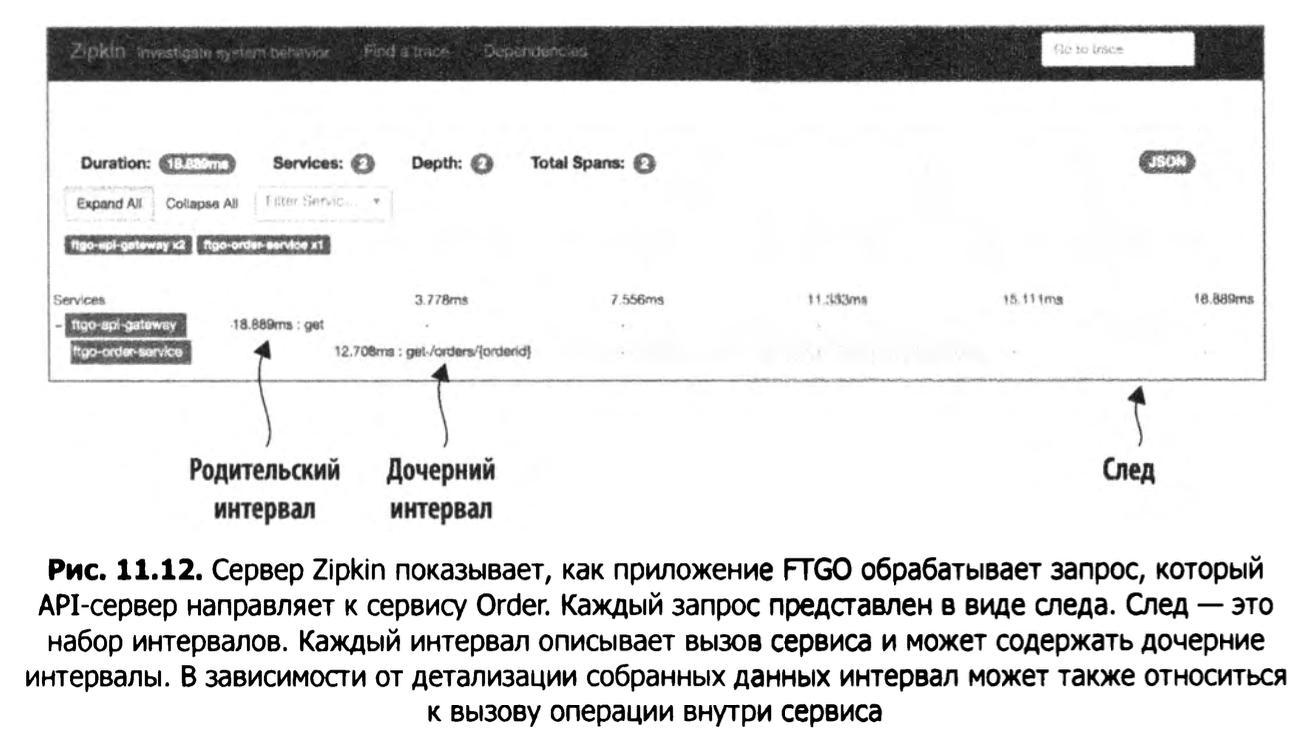 Zipkin Investigate system behavior Find a trace Dependencies Go to trace
Duration: 18.889ms Services: 2 Depth: 2 Total Spans: 2 JSON
Expand All Collapse All Filter Servic...
ftgo-api-gateway x2 ftgo-order-service x1
Services 3.778ms 7.556ms 11.333ms 15.111ms 18.889ms
- ftgo-api-gateway 18.889ms : get
ftgo-order-service 12.708ms : get-/orders/{orderid}
Родительский интервал
Дочерний интервал
След
Рис. 11.12. Сервер Zipkin показывает, как приложение FTGO обрабатывает запрос, который
API-сервер направляет к сервису Order. Каждый запрос представлен в виде следа. След — это
набор интервалов. Каждый интервал описывает вызов сервиса и может содержать дочерние
интервалы. В зависимости от детализации собранных данных интервал может также относиться
к вызову операции внутри сервиса